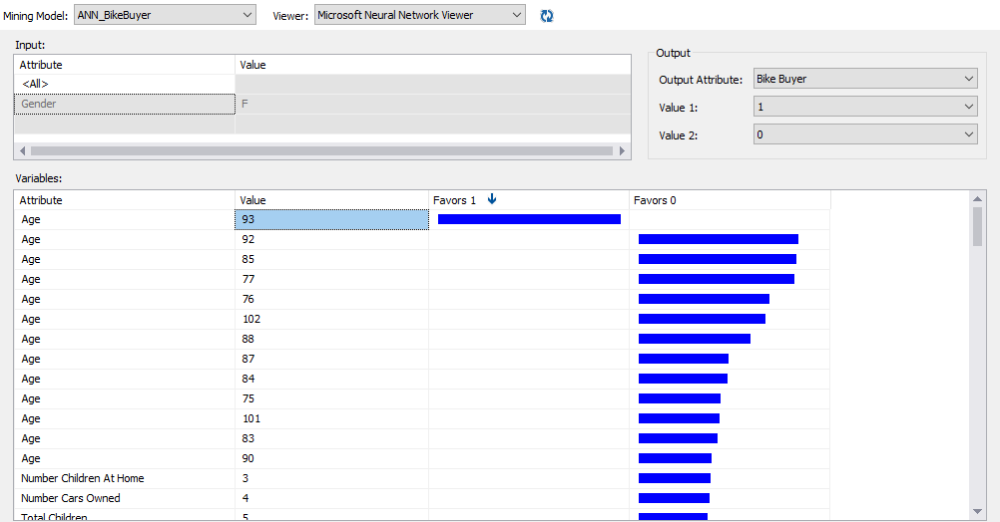 Mining Model: ANN_BikeBuyer Viewer: Microsoft Neural Network Viewer
Input:
Attribute Value
<All>
Gender F
Output
Output Attribute: Bike Buyer
Value 1: 1
Value 2: 0
Variables:
Attribute Value Favors 1 Favors 0
Age 93
Age 92
Age 85
Age 77
Age 76
Age 102
Age 88
Age 87
Age 84
Age 75
Age 101
Age 83
Age 90
Number Children At Home 3
Number Cars Owned 4
Total Children 5